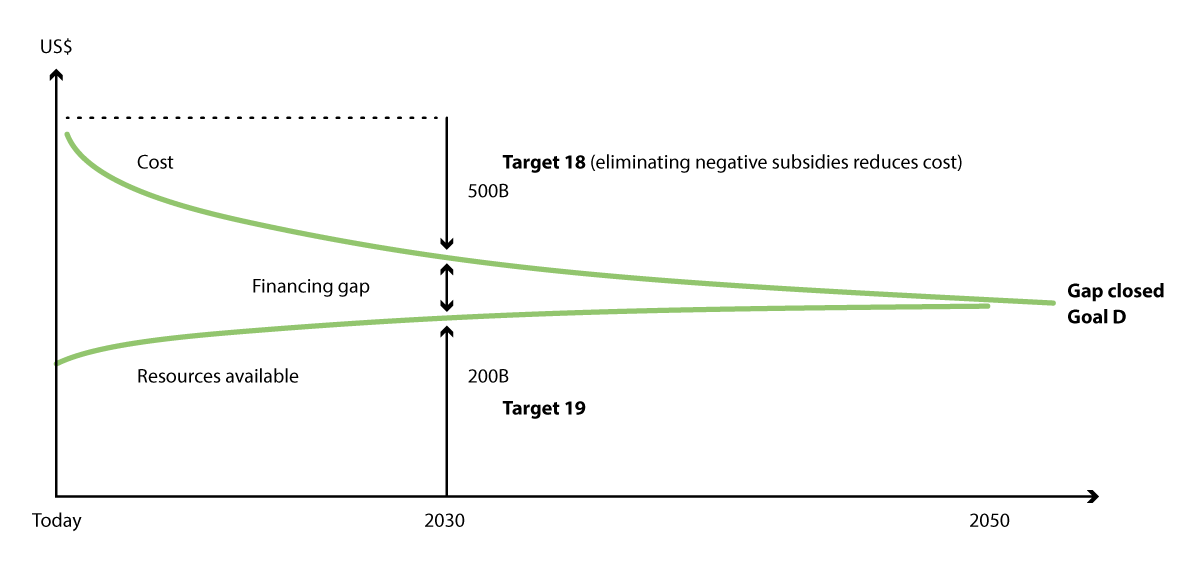 US$
Cost
Target 18 (eliminating negative subsidies reduces cost)
500B
Financing gap
Gap closed
Goal D
Resources available
200B
Target 19
Today
2030
2050